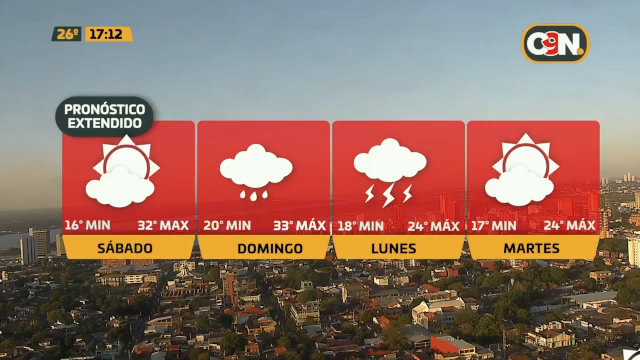 26º 17:12
C9N.
PRONÓSTICO
EXTENDIDO
16° MIN 32° MAX
20° MIN 33° MÁX
18° MIN 24° MÁX
17° MIN 24° MÁX
SÁBADO
DOMINGO
LUNES
MARTES